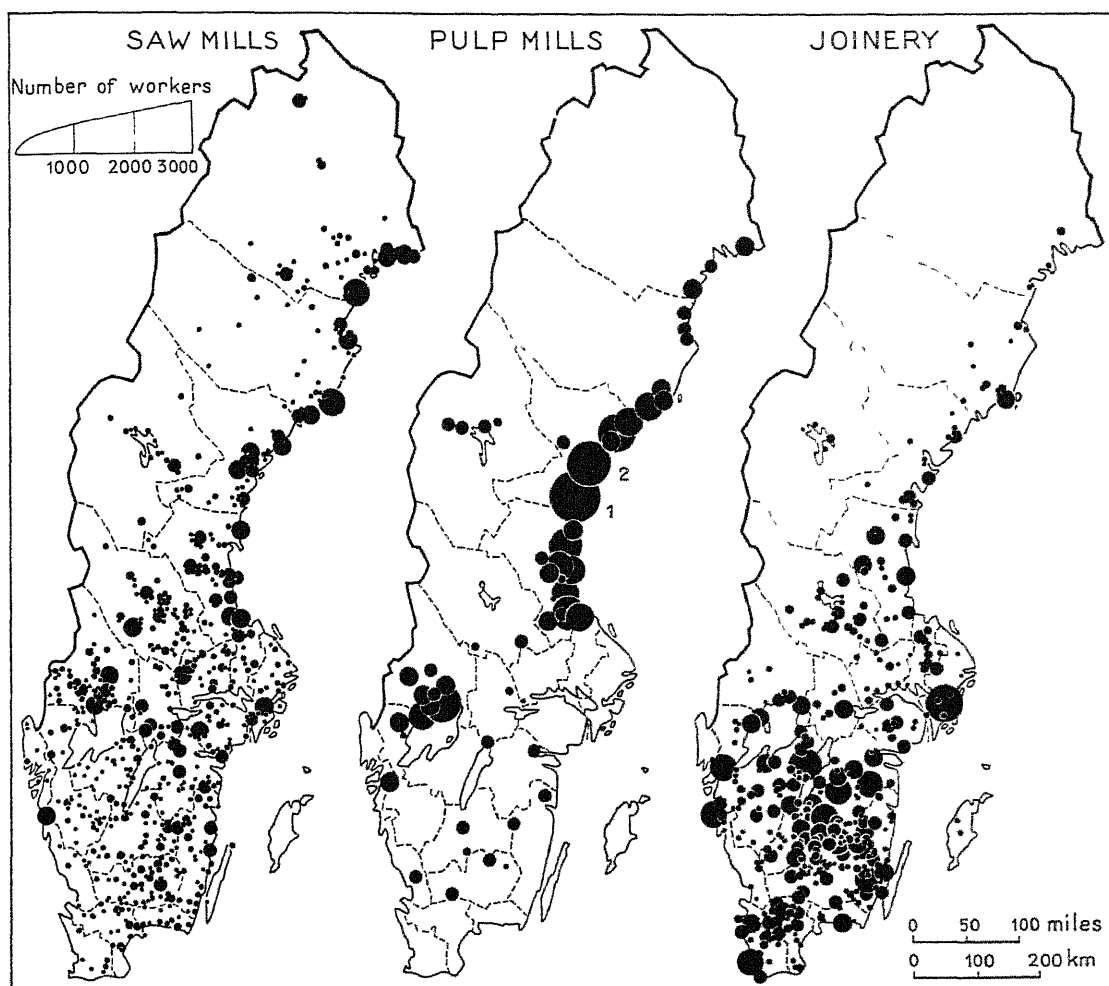 SAW MILLS
PULP MILLS
JOINERY
Number of workers
1000 2000 3000
2
1
0 50 100 miles
0 100 200 km